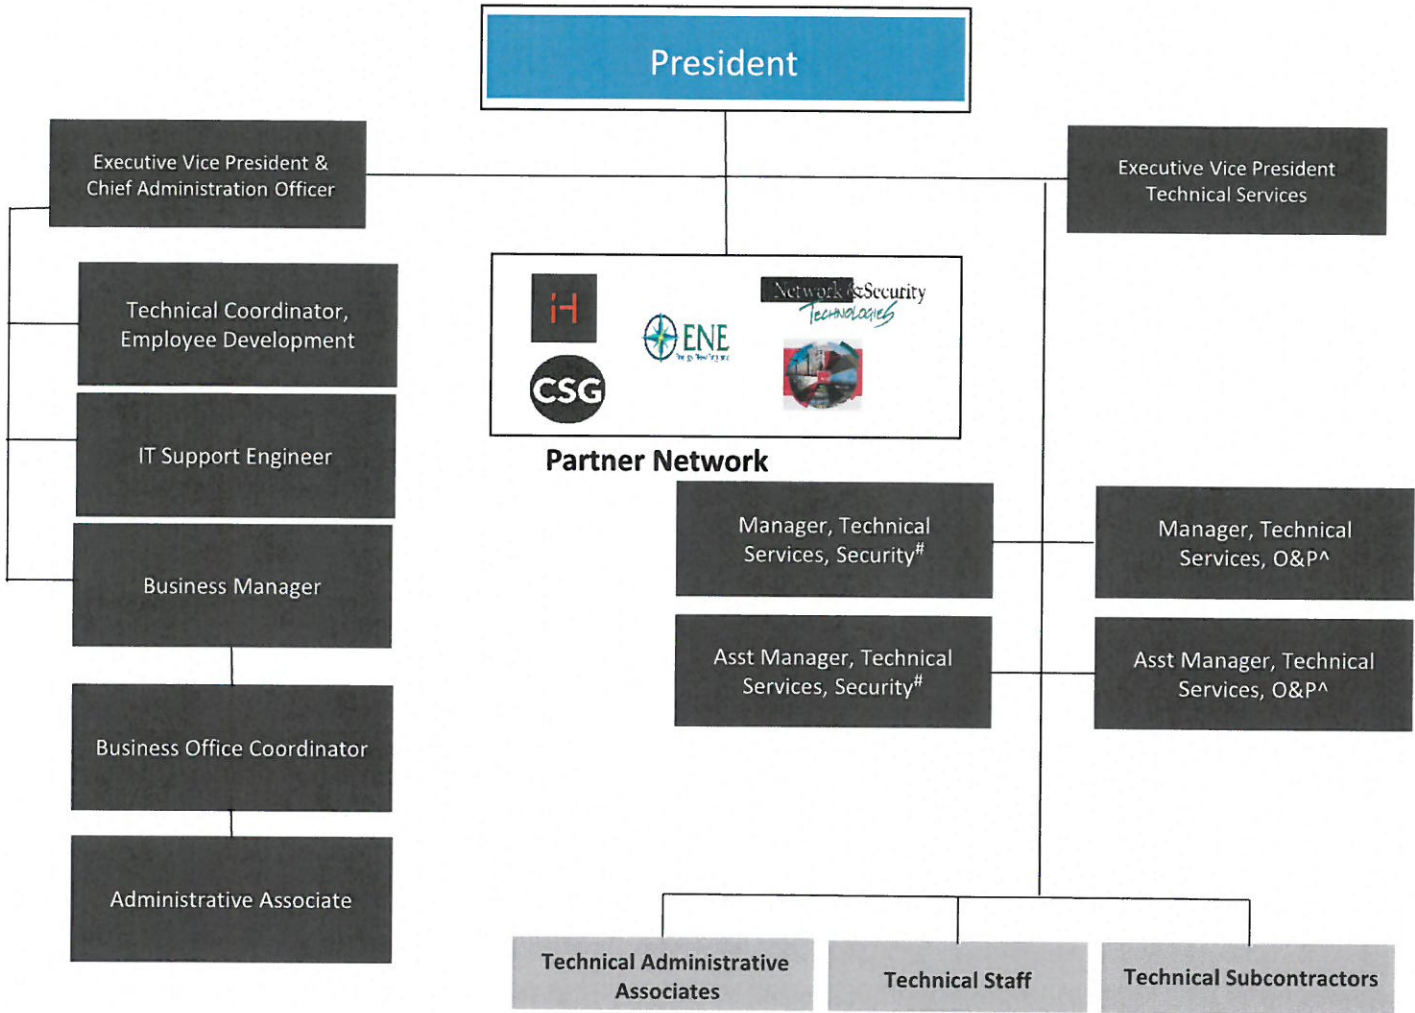 President
Executive Vice President &
Chief Administration Officer
Executive Vice President
Technical Services
Technical Coordinator,
Employee Development
IT Support Engineer
Business Manager
Business Office Coordinator
Administrative Associate
iH
CSG
ENE
Network &Security
TECHNOLOGIES
Partner Network
Manager, Technical
Services, Security#
Manager, Technical
Services, O&P^
Asst Manager, Technical
Services, Security#
Asst Manager, Technical
Services, O&P^
Technical Administrative
Associates
Technical Staff
Technical Subcontractors